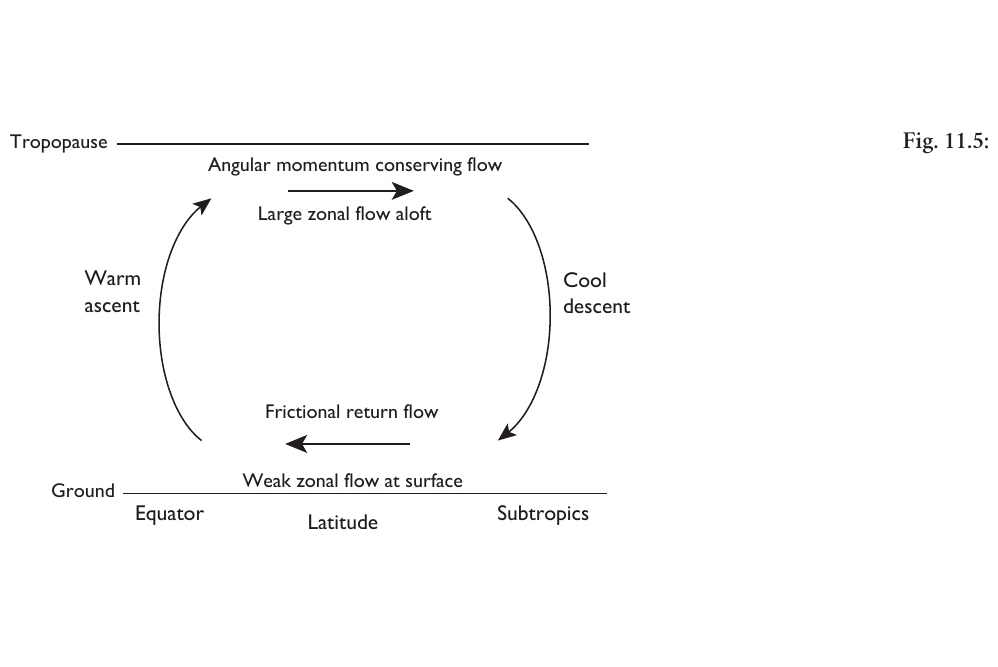 Tropopause
Fig. 11.5:
Angular momentum conserving flow
Large zonal flow aloft
Warm
ascent
Cool
descent
Frictional return flow
Weak zonal flow at surface
Ground
Equator
Latitude
Subtropics